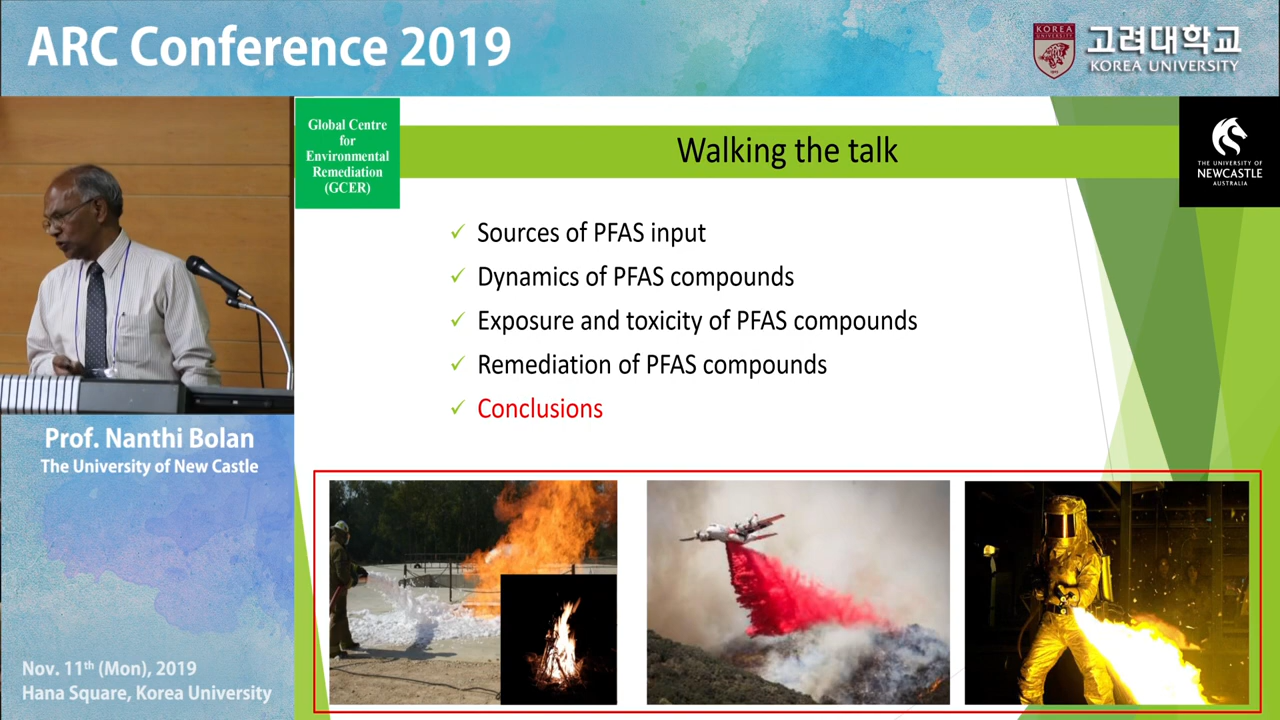 ARC Conference 2019
KOREA
UNIVERSITY
고려대학교
KOREA UNIVERSITY
Global Centre
for
Environmental
Remediation
(GCER)
Walking the talk
THE UNIVERSITY OF
NEWCASTLE
AUSTRALIA
✓ Sources of PFAS input
✓ Dynamics of PFAS compounds
✓ Exposure and toxicity of PFAS compounds
✓ Remediation of PFAS compounds
✓ Conclusions
Prof. Nanthi Bolan
The University of New Castle
Nov. 11th (Mon), 2019
Hana Square, Korea University